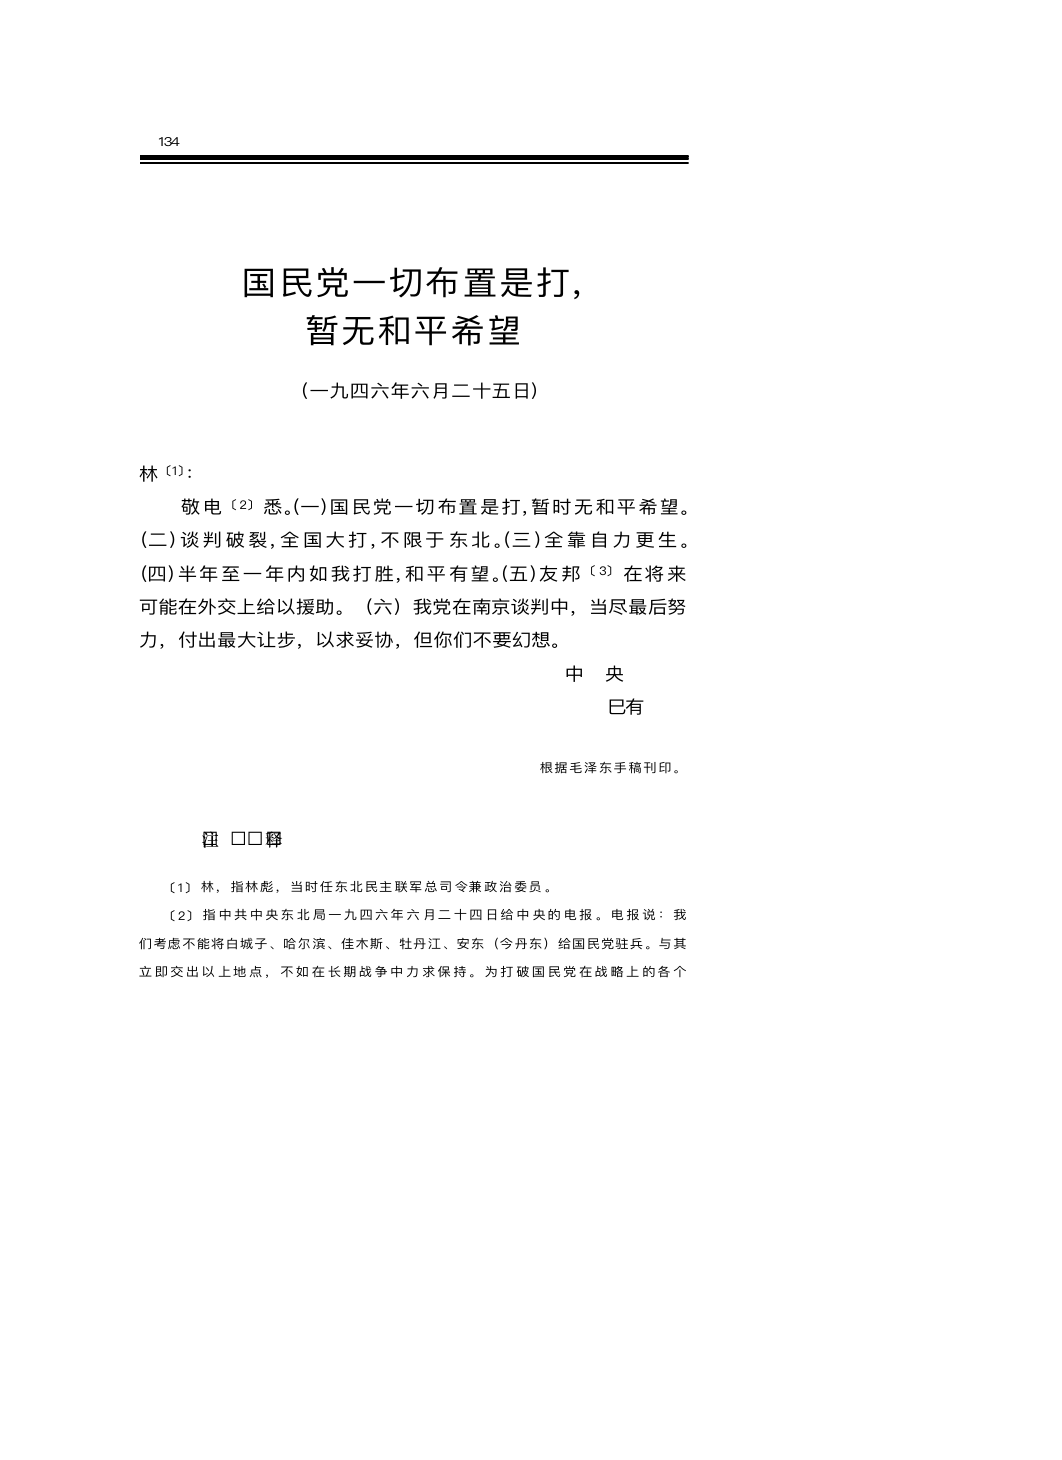 134
国民党一切布置是打，
暂无和平希望
（一九四六年六月二十五日）
林〔1〕：
敬电〔2〕悉。(一)国民党一切布置是打，暂时无和平希望。
(二)谈判破裂，全国大打，不限于东北。(三)全靠自力更生。
(四)半年至一年内如我打胜，和平有望。(五)友邦〔3〕在将来
可能在外交上给以援助。（六）我党在南京谈判中，当尽最后努
力，付出最大让步，以求妥协，但你们不要幻想。
中 央
巳有
根据毛泽东手稿刊印。
注 □□释
〔1〕林，指林彪，当时任东北民主联军总司令兼政治委员。
〔2〕指中共中央东北局一九四六年六月二十四日给中央的电报。电报说：我
们考虑不能将白城子、哈尔滨、佳木斯、牡丹江、安东（今丹东）给国民党驻兵。与其
立即交出以上地点，不如在长期战争中力求保持。为打破国民党在战略上的各个